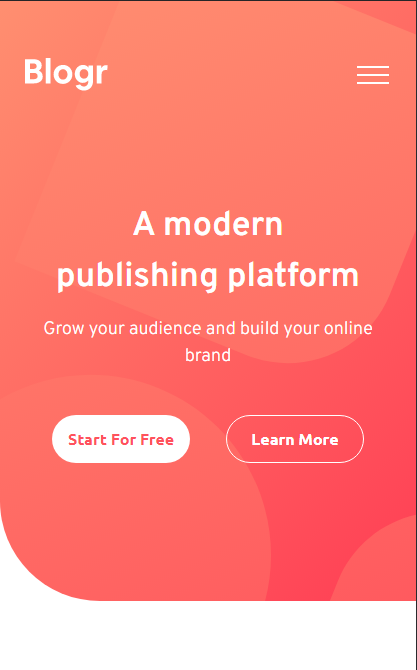 Blogr
A modern
publishing platform
Grow your audience and build your online
brand
Start For Free
Learn More